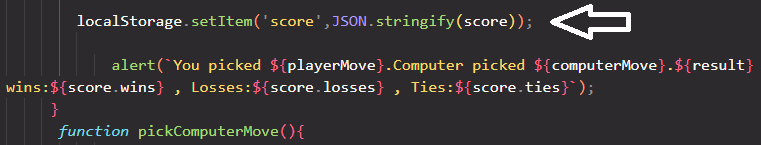 localStorage.setItem('score',JSON.stringify(score));
alert(`You picked ${playerMove}.Computer picked ${computerMove}.${result}
wins:${score.wins} , Losses:${score.losses} , Ties:${score.ties}`);
}
function pickComputerMove(){